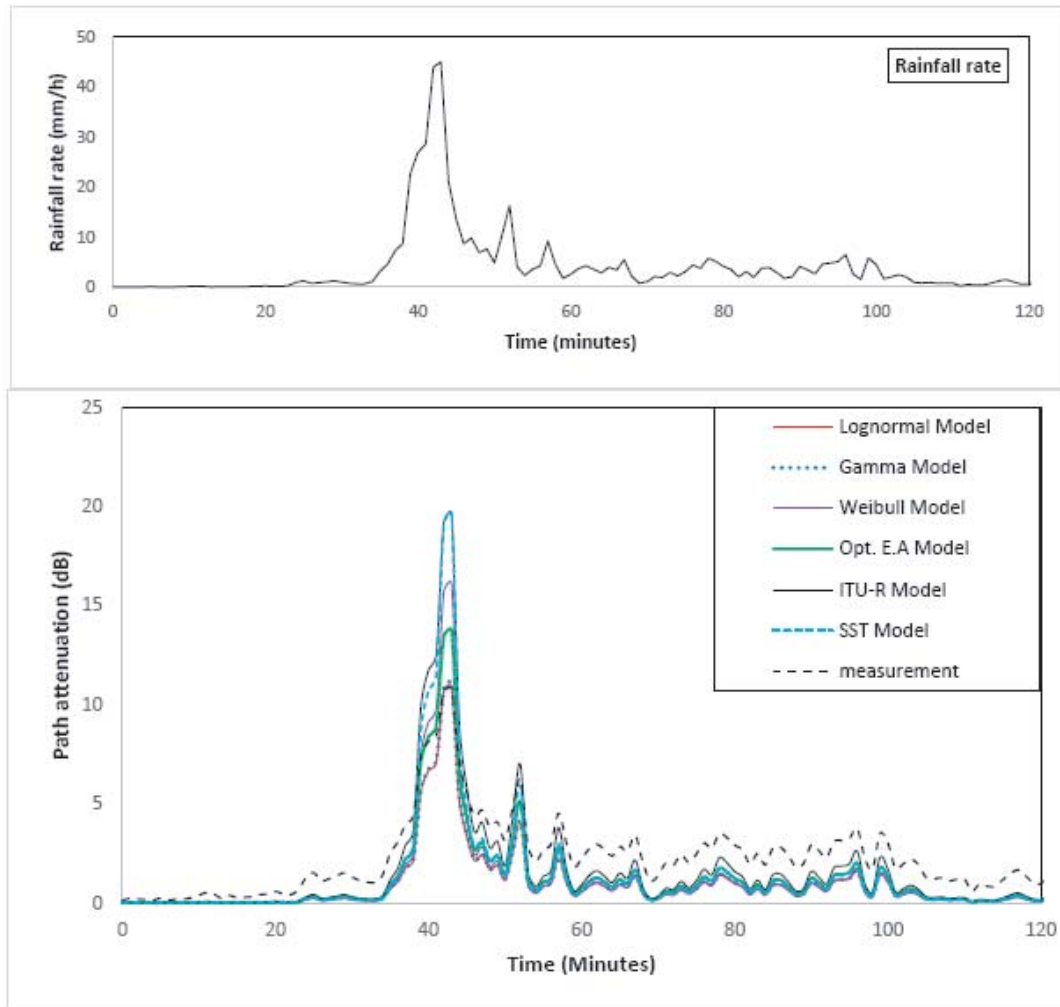 Rainfall rate (mm/h)
50
40
30
20
10
0
Rainfall rate
0 20 40 60 80 100 120
Time (minutes)
Path attenuation (dB)
25
20
15
10
5
0
Lognormal Model
Gamma Model
Weibull Model
Opt. E.A Model
ITU-R Model
SST Model
measurement
0 20 40 60 80 100 120
Time (Minutes)